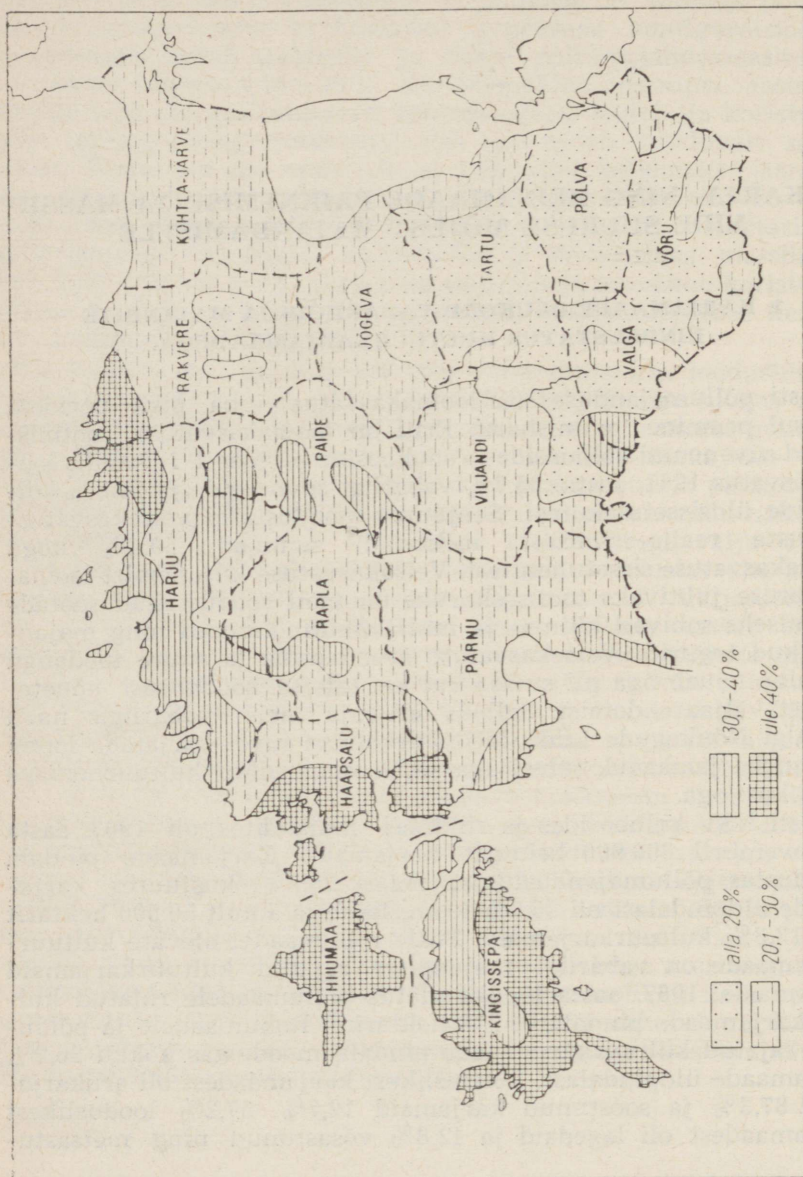 KOHTLA-JÄRVE
RAKVERE
HARJU
PAIDE
JÕGEVA
RAPLA
HAAPSALU
HIIUMAA
TARTU
VILJANDI
PÄRNU
PÕLVA
VÕRU
VALGA
KINGISSEPA
alla 20%
20,1 - 30%
30,1 - 40%
üle 40%